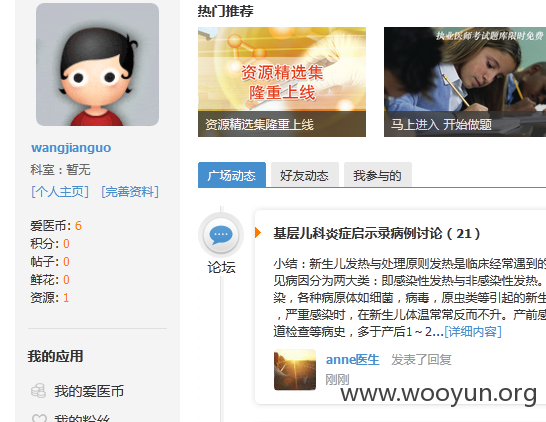 wangjianguo
科室：暂无
[个人主页] [完善资料]
爱医币: 6
积分: 0
帖子: 0
鲜花: 0
资源: 1
我的应用
我的爱医币
我的粉丝
热门推荐
资源精选集
隆重上线
资源精选集隆重上线
执业医师考试题库限时免费
马上进入 开始做题
广场动态 好友动态 我参与的
论坛
基层儿科炎症启示录病例讨论（21）
小结：新生儿发热与处理原则发热是临床经常遇到的
见病因分为两大类：即感染性发热与非感染性发热。
染，各种病原体如细菌，病毒，原虫类等引起的新生
，严重感染时，在新生儿体温常常反而不升。产前感
道检查等病史，多于产后1～2...[详细内容]
anne医生 发表了回复
刚刚
www.wooyun.org